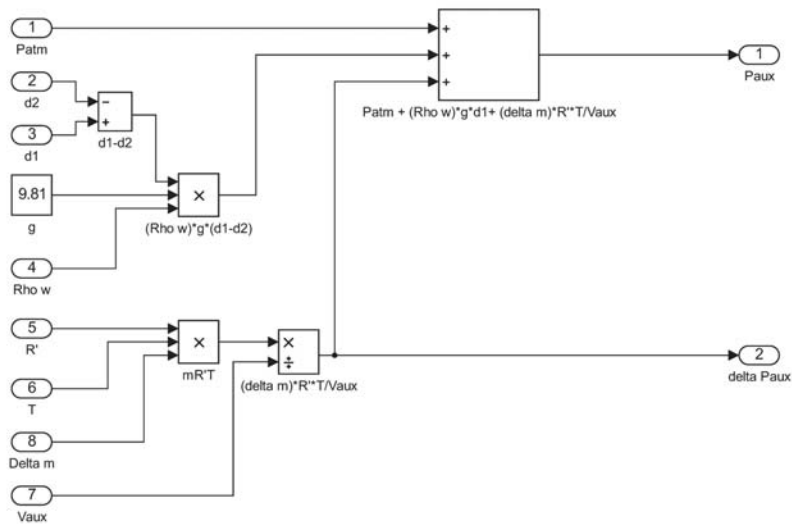 1
Patm
2
d2
3
d1
−
+
d1-d2
9.81
g
4
Rho w
×
(Rho w)*g*(d1-d2)
+
+
+
Patm + (Rho w)*g*d1+ (delta m)*R'*T/Vaux
1
Paux
5
R'
6
T
8
Delta m
7
Vaux
×
mR'T
×
÷
(delta m)*R'*T/Vaux
2
delta Paux